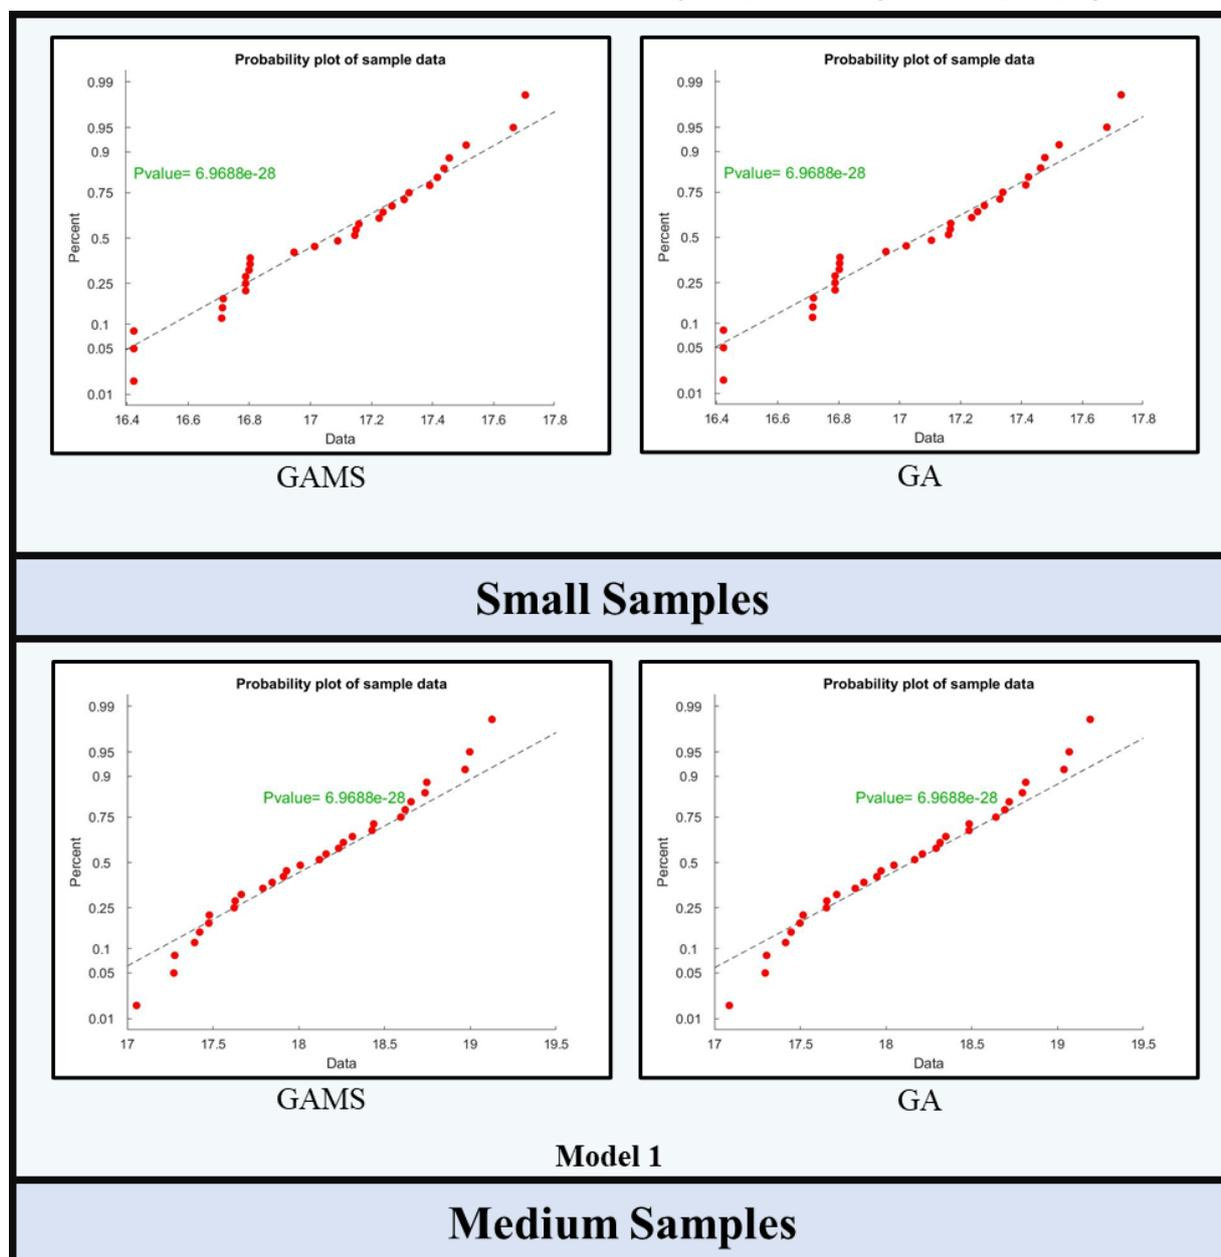 Probability plot of sample data
0.99
0.95
0.9
Pvalue= 6.9688e-28
0.75
Percent
0.5
0.25
0.1
0.05
0.01
16.4 16.6 16.8 17 17.2 17.4 17.6 17.8
Data
GAMS
Probability plot of sample data
0.99
0.95
0.9
Pvalue= 6.9688e-28
0.75
Percent
0.5
0.25
0.1
0.05
0.01
16.4 16.6 16.8 17 17.2 17.4 17.6 17.8
Data
GA
Small Samples
Probability plot of sample data
0.99
0.95
0.9
Pvalue= 6.9688e-28
0.75
Percent
0.5
0.25
0.1
0.05
0.01
17 17.5 18 18.5 19 19.5
Data
GAMS
Probability plot of sample data
0.99
0.95
0.9
Pvalue= 6.9688e-28
0.75
Percent
0.5
0.25
0.1
0.05
0.01
17 17.5 18 18.5 19 19.5
Data
GA
Model 1
Medium Samples